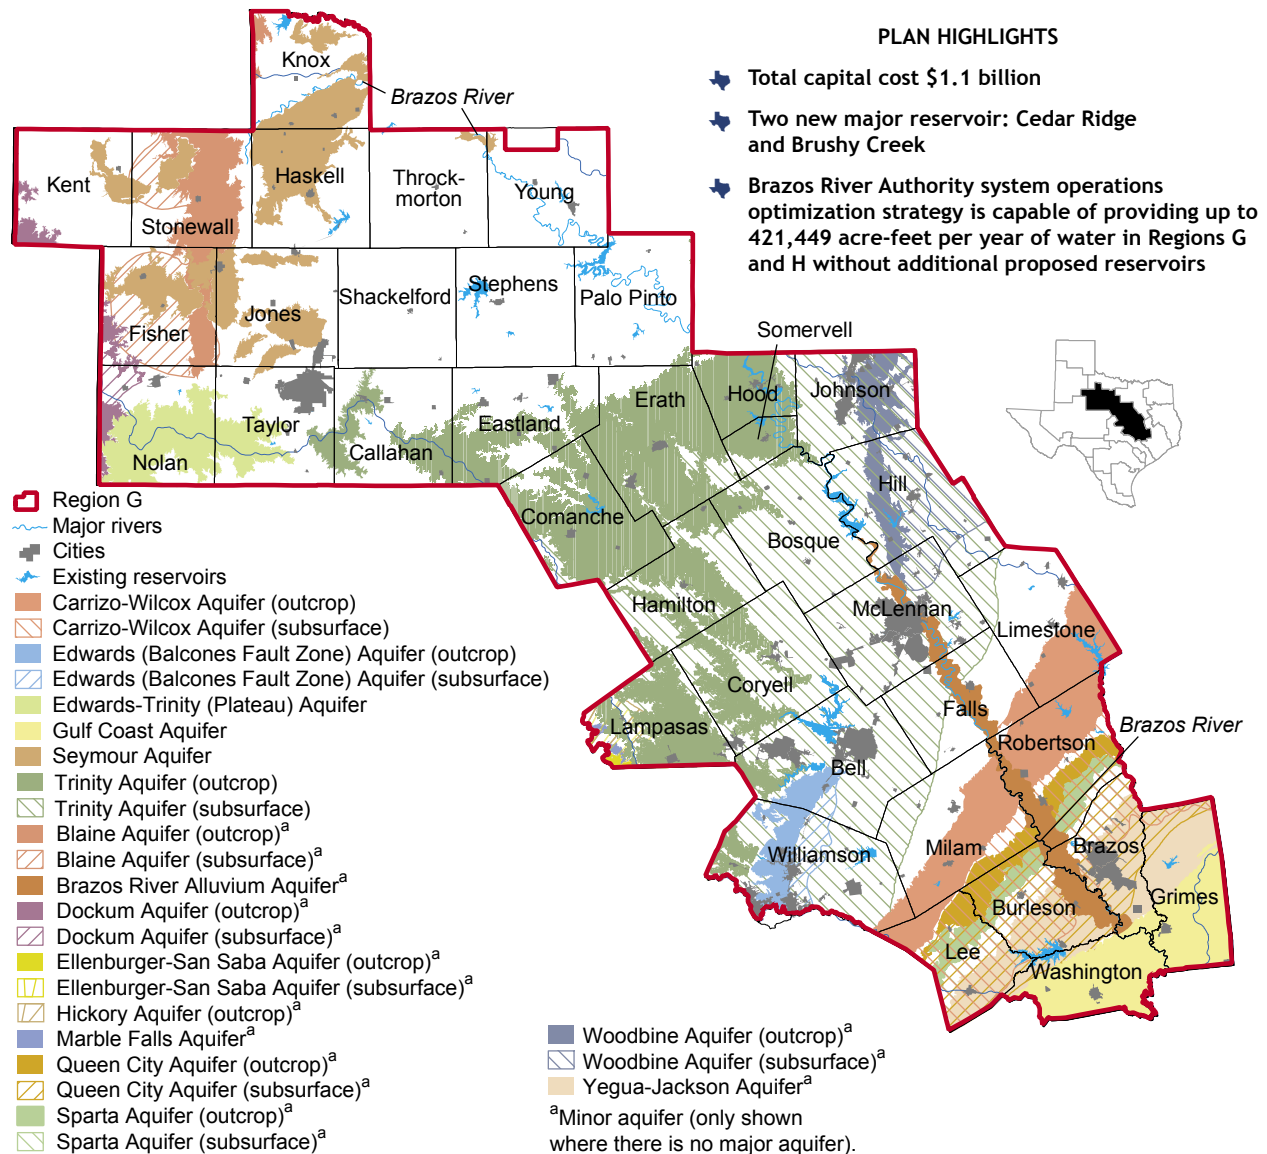 PLAN HIGHLIGHTS
Total capital cost $1.1 billion
Two new major reservoir: Cedar Ridge
and Brushy Creek
Brazos River Authority system operations
optimization strategy is capable of providing up to
421,449 acre-feet per year of water in Regions G
and H without additional proposed reservoirs
Knox
Brazos River
Kent
Stonewall
Haskell
Throck-
morton
Young
Fisher
Jones
Shackelford
Stephens
Palo Pinto
Somervell
Nolan
Taylor
Callahan
Eastland
Erath
Hood
Johnson
Comanche
Bosque
Hill
Hamilton
McLennan
Limestone
Coryell
Lampasas
Falls
Bell
Robertson
Brazos River
Williamson
Milam
Brazos
Burleson
Grimes
Lee
Washington
Region G
Major rivers
Cities
Existing reservoirs
Carrizo-Wilcox Aquifer (outcrop)
Carrizo-Wilcox Aquifer (subsurface)
Edwards (Balcones Fault Zone) Aquifer (outcrop)
Edwards (Balcones Fault Zone) Aquifer (subsurface)
Edwards-Trinity (Plateau) Aquifer
Gulf Coast Aquifer
Seymour Aquifer
Trinity Aquifer (outcrop)
Trinity Aquifer (subsurface)
Blaine Aquifer (outcrop)a
Blaine Aquifer (subsurface)a
Brazos River Alluvium Aquifera
Dockum Aquifer (outcrop)a
Dockum Aquifer (subsurface)a
Ellenburger-San Saba Aquifer (outcrop)a
Ellenburger-San Saba Aquifer (subsurface)a
Hickory Aquifer (outcrop)a
Marble Falls Aquifera
Queen City Aquifer (outcrop)a
Queen City Aquifer (subsurface)a
Sparta Aquifer (outcrop)a
Sparta Aquifer (subsurface)a
Woodbine Aquifer (outcrop)a
Woodbine Aquifer (subsurface)a
Yegua-Jackson Aquifera
aMinor aquifer (only shown
where there is no major aquifer).